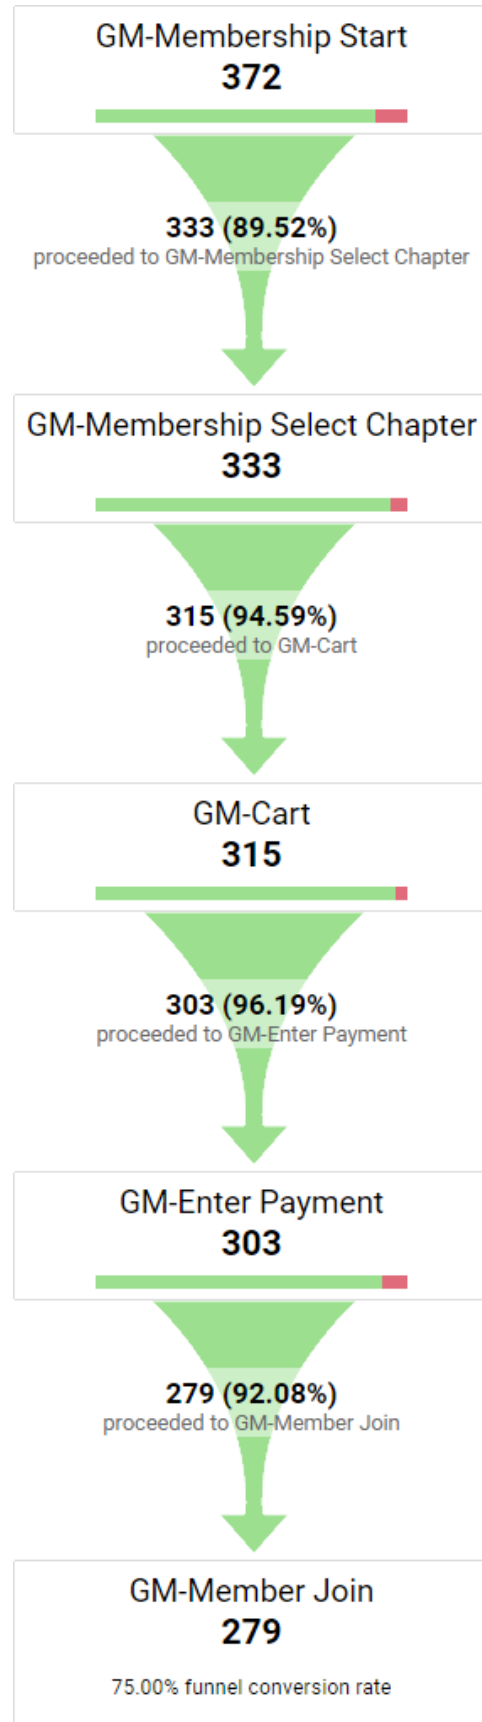 GM-Membership Start
372
333 (89.52%)
proceeded to GM-Membership Select Chapter
GM-Membership Select Chapter
333
315 (94.59%)
proceeded to GM-Cart
GM-Cart
315
303 (96.19%)
proceeded to GM-Enter Payment
GM-Enter Payment
303
279 (92.08%)
proceeded to GM-Member Join
GM-Member Join
279
75.00% funnel conversion rate